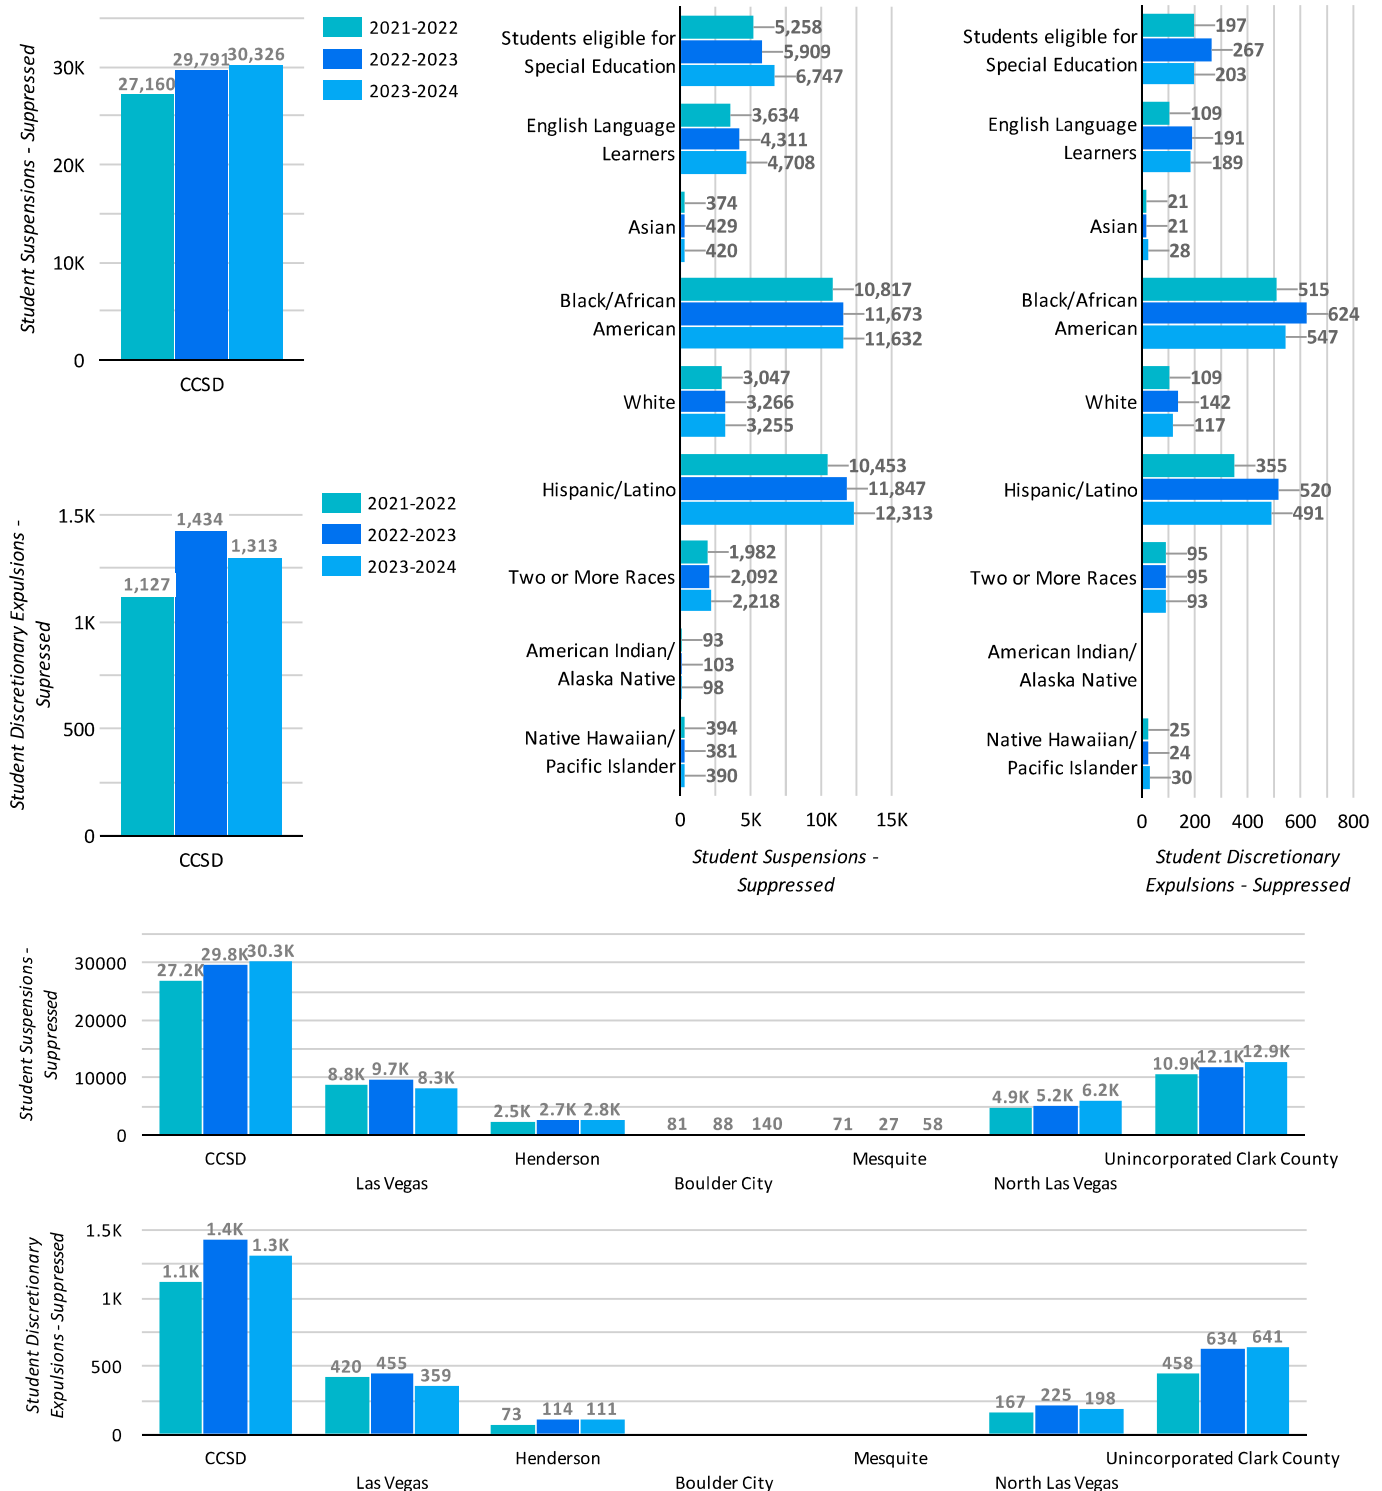 Student Suspensions - Suppressed
30K
20K
10K
0
27,160
29,791
30,326
CCSD
2021-2022
2022-2023
2023-2024
Student Discretionary Expulsions -
Supressed
1.5K
1K
500
0
1,127
1,434
1,313
CCSD
2021-2022
2022-2023
2023-2024
Students eligible for
Special Education
5,258
5,909
6,747
English Language
Learners
3,634
4,311
4,708
Asian
374
429
420
Black/African
American
10,817
11,673
11,632
White
3,047
3,266
3,255
Hispanic/Latino
10,453
11,847
12,313
Two or More Races
1,982
2,092
2,218
American Indian/
Alaska Native
93
103
98
Native Hawaiian/
Pacific Islander
394
381
390
0 5K 10K 15K
Student Suspensions -
Suppressed
Students eligible for
Special Education
197
267
203
English Language
Learners
109
191
189
Asian
21
21
28
Black/African
American
515
624
547
White
109
142
117
Hispanic/Latino
355
520
491
Two or More Races
95
95
93
American Indian/
Alaska Native
Native Hawaiian/
Pacific Islander
25
24
30
0 200 400 600 800
Student Discretionary
Expulsions - Suppressed
Student Suspensions -
Suppressed
30000
20000
10000
0
27.2K 29.8K 30.3K
8.8K 9.7K 8.3K
2.5K 2.7K 2.8K
81 88 140
71 27 58
4.9K 5.2K 6.2K
10.9K 12.1K 12.9K
CCSD Henderson Mesquite Unincorporated Clark County
Las Vegas Boulder City North Las Vegas
Student Discretionary
Expulsions - Suppressed
1.5K
1K
500
0
1.1K 1.4K 1.3K
420 455 359
73 114 111
167 225 198
458 634 641
CCSD Henderson Mesquite Unincorporated Clark County
Las Vegas Boulder City North Las Vegas